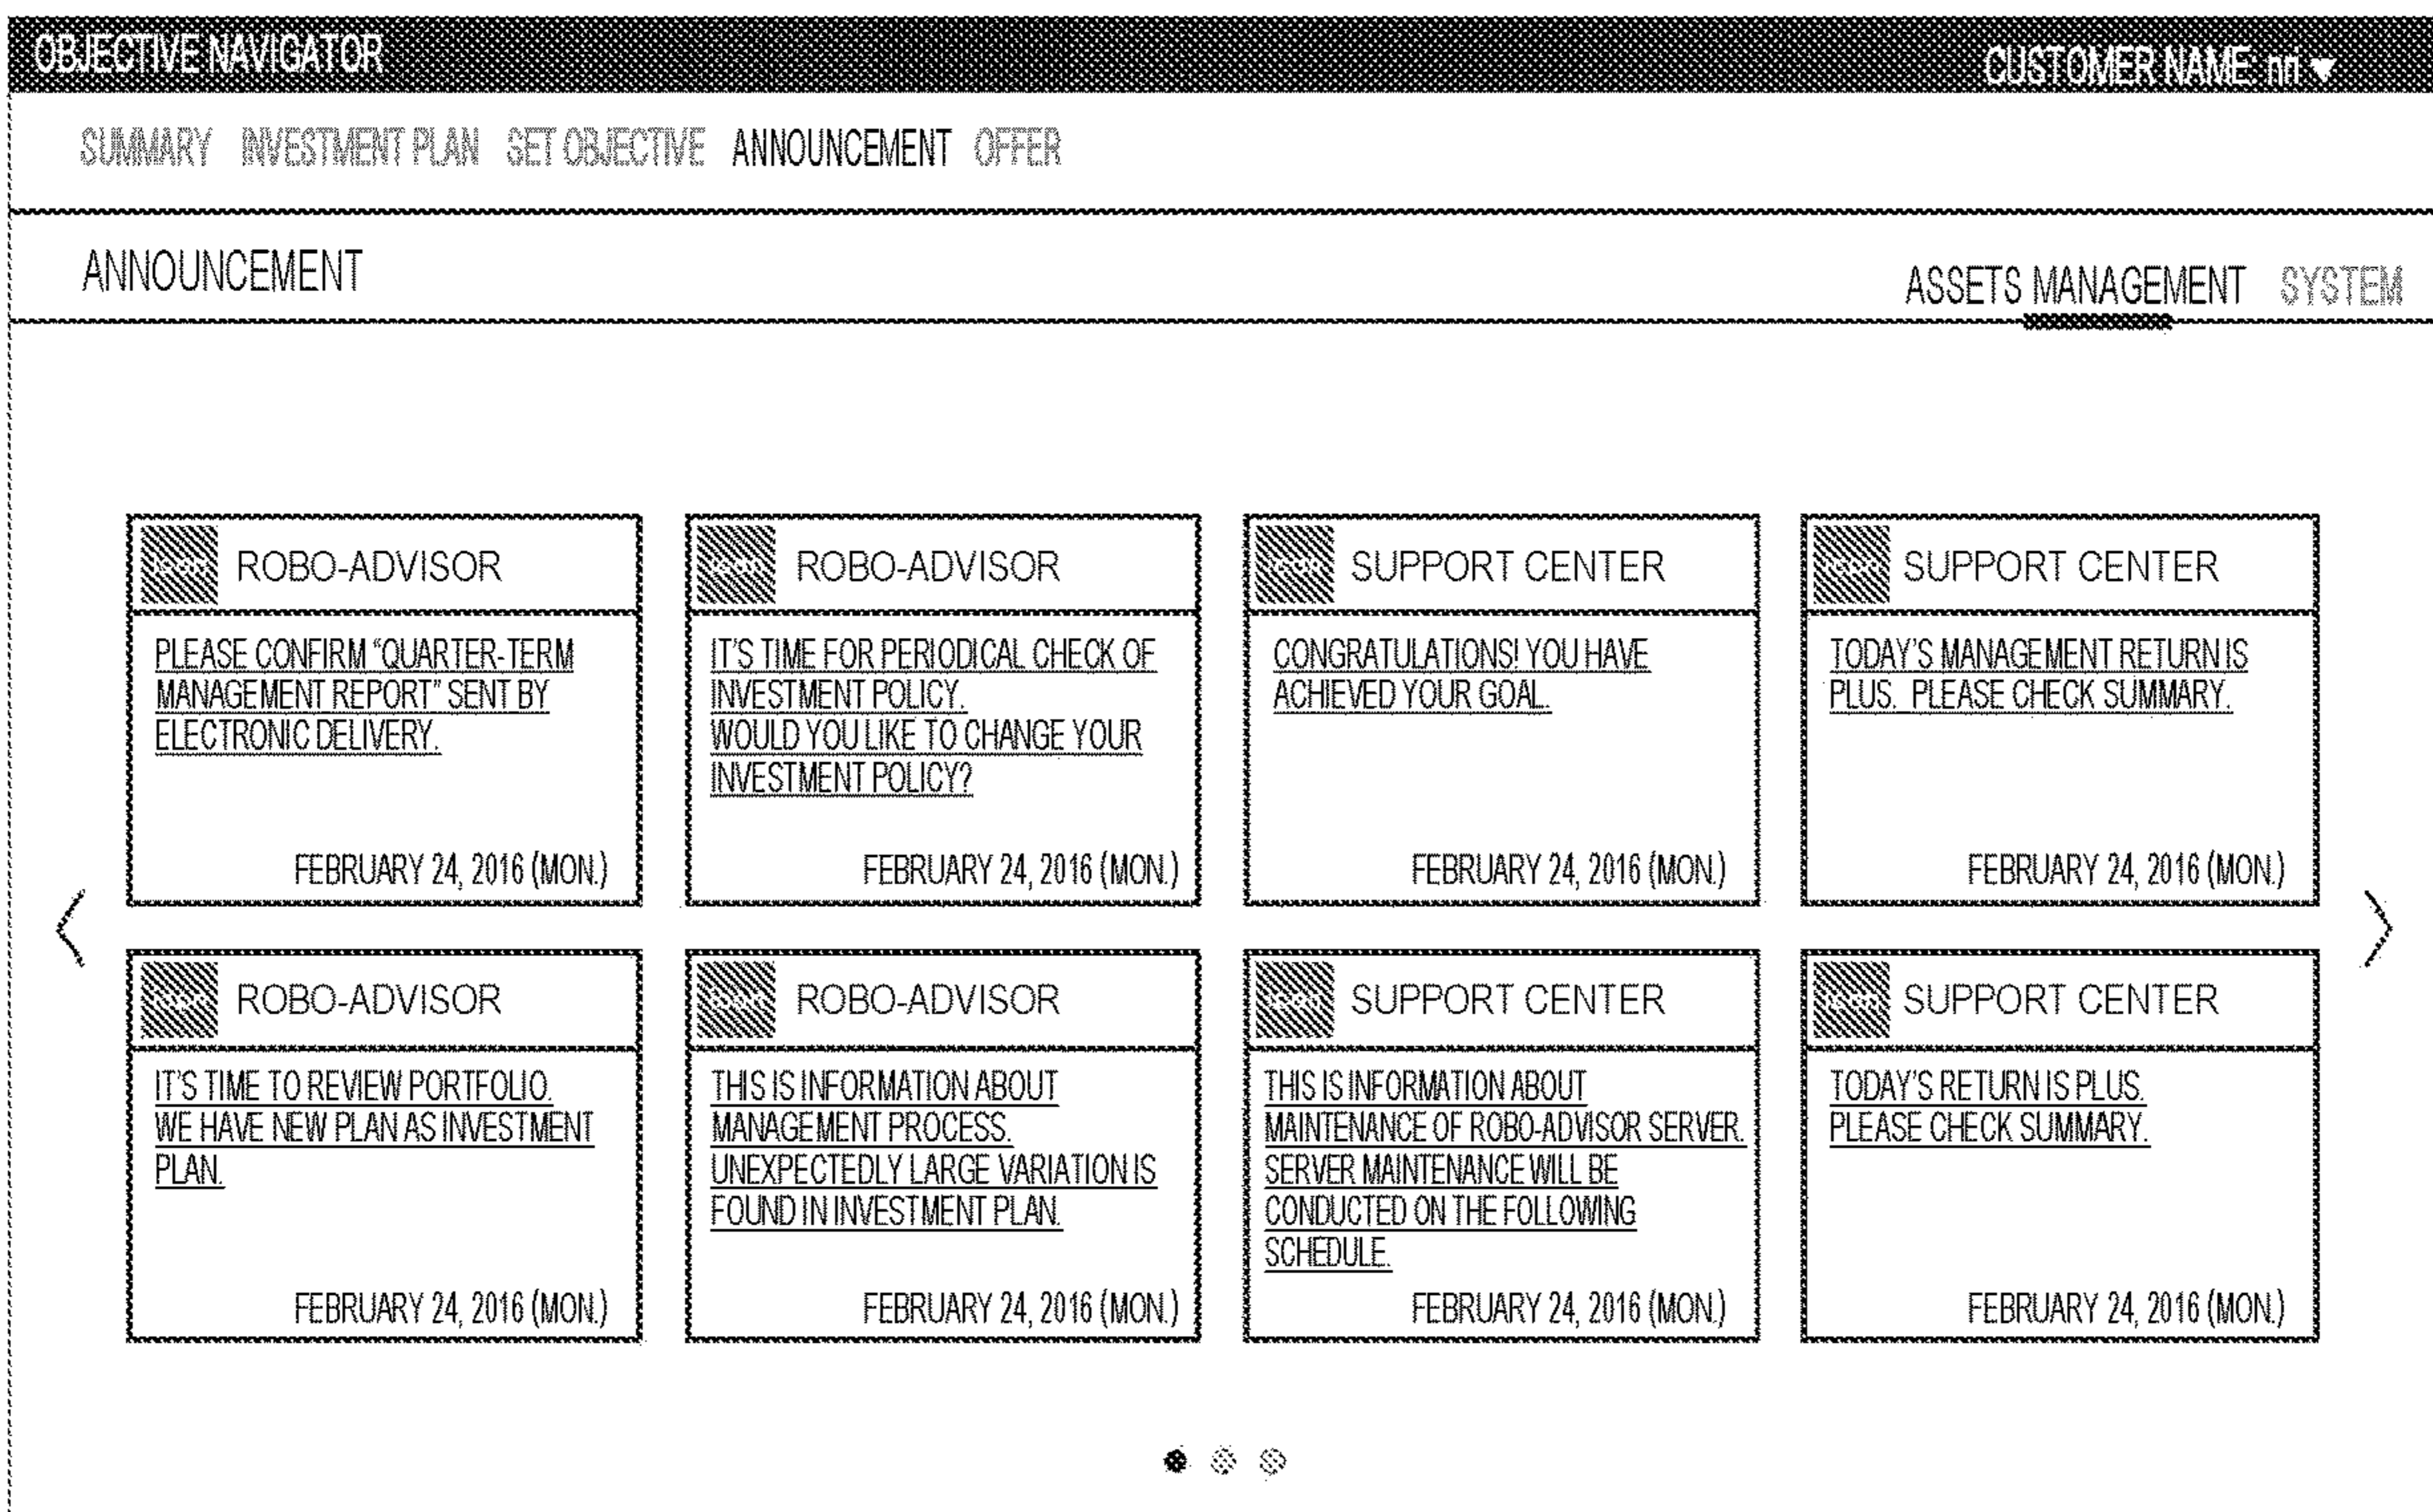 OBJECTIVE NAVIGATOR
CUSTOMER NAME: nri ▼
SUMMARY INVESTMENT PLAN SET OBJECTIVE ANNOUNCEMENT OFFER
ANNOUNCEMENT
ASSETS MANAGEMENT SYSTEM
ROBO-ADVISOR
PLEASE CONFIRM “QUARTER-TERM
MANAGEMENT REPORT” SENT BY
ELECTRONIC DELIVERY.
FEBRUARY 24, 2016 (MON.)
ROBO-ADVISOR
IT'S TIME FOR PERIODICAL CHECK OF
INVESTMENT POLICY.
WOULD YOU LIKE TO CHANGE YOUR
INVESTMENT POLICY?
FEBRUARY 24, 2016 (MON.)
SUPPORT CENTER
CONGRATULATIONS! YOU HAVE
ACHIEVED YOUR GOAL.
FEBRUARY 24, 2016 (MON.)
SUPPORT CENTER
TODAY'S MANAGEMENT RETURN IS
PLUS. PLEASE CHECK SUMMARY.
FEBRUARY 24, 2016 (MON.)
ROBO-ADVISOR
IT'S TIME TO REVIEW PORTFOLIO.
WE HAVE NEW PLAN AS INVESTMENT
PLAN.
FEBRUARY 24, 2016 (MON.)
ROBO-ADVISOR
THIS IS INFORMATION ABOUT
MANAGEMENT PROCESS.
UNEXPECTEDLY LARGE VARIATION IS
FOUND IN INVESTMENT PLAN.
FEBRUARY 24, 2016 (MON.)
SUPPORT CENTER
THIS IS INFORMATION ABOUT
MAINTENANCE OF ROBO-ADVISOR SERVER.
SERVER MAINTENANCE WILL BE
CONDUCTED ON THE FOLLOWING
SCHEDULE.
FEBRUARY 24, 2016 (MON.)
SUPPORT CENTER
TODAY'S RETURN IS PLUS.
PLEASE CHECK SUMMARY.
FEBRUARY 24, 2016 (MON.)